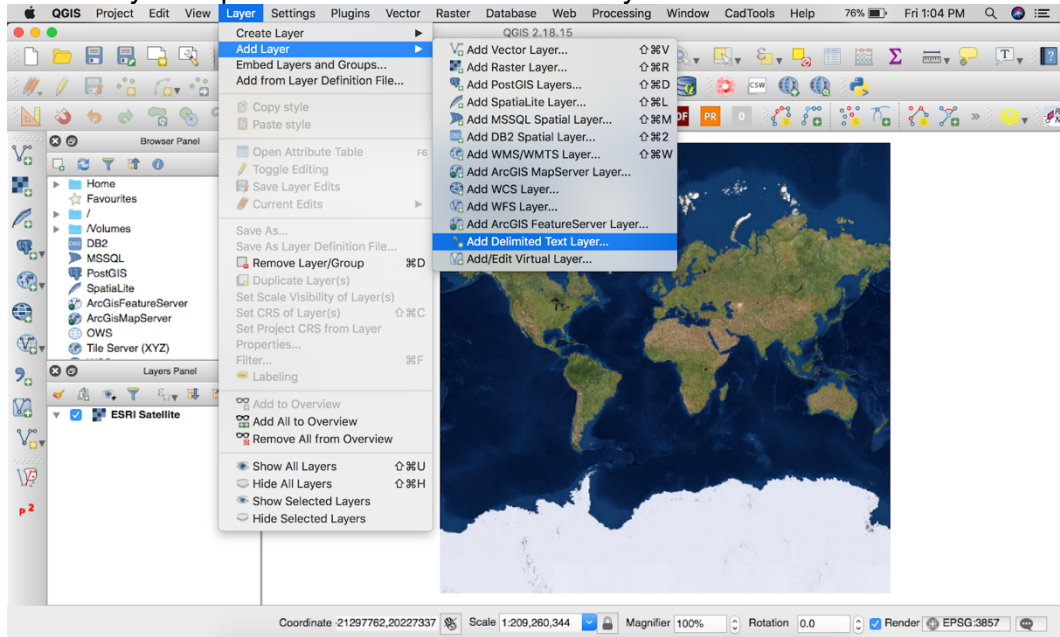 QGIS Project Edit View Layer Settings Plugins Vector Raster Database Web Processing Window CadTools Help 76% Fri 1:04 PM
QGIS 2.18.15
Create Layer
Add Layer
Embed Layers and Groups...
Add from Layer Definition File...
Copy style
Paste style
Open Attribute Table F6
Toggle Editing
Save Layer Edits
Current Edits
Save As...
Save As Layer Definition File...
Remove Layer/Group ⌘D
Duplicate Layer(s)
Set Scale Visibility of Layer(s)
Set CRS of Layer(s) ⇧⌘C
Set Project CRS from Layer
Properties...
Filter... ⌘F
Labeling
Add to Overview
Add All to Overview
Remove All from Overview
Show All Layers ⇧⌘U
Hide All Layers ⇧⌘H
Show Selected Layers
Hide Selected Layers
Add Vector Layer... ⇧⌘V
Add Raster Layer... ⇧⌘R
Add PostGIS Layers... ⇧⌘D
Add SpatiaLite Layer... ⇧⌘L
Add MSSQL Spatial Layer... ⇧⌘M
Add DB2 Spatial Layer... ⇧⌘2
Add WMS/WMTS Layer... ⇧⌘W
Add ArcGIS MapServer Layer...
Add WCS Layer...
Add WFS Layer...
Add ArcGIS FeatureServer Layer...
Add Delimited Text Layer...
Add/Edit Virtual Layer...
CSW
PR
Browser Panel
Home
Favourites
/
/Volumes
DB2
MSSQL
PostGIS
SpatiaLite
ArcGisFeatureServer
ArcGisMapServer
OWS
Tile Server (XYZ)
Layers Panel
ESRI Satellite
Coordinate -21297762,20227337 Scale 1:209,260,344 Magnifier 100% Rotation 0.0 Render EPSG:3857